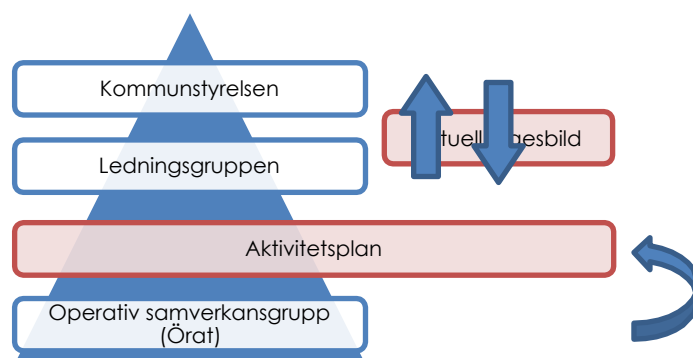 Kommunstyrelsen
Ledningsgruppen
Aktivitetsplan
Operativ samverkansgrupp
(Örat)